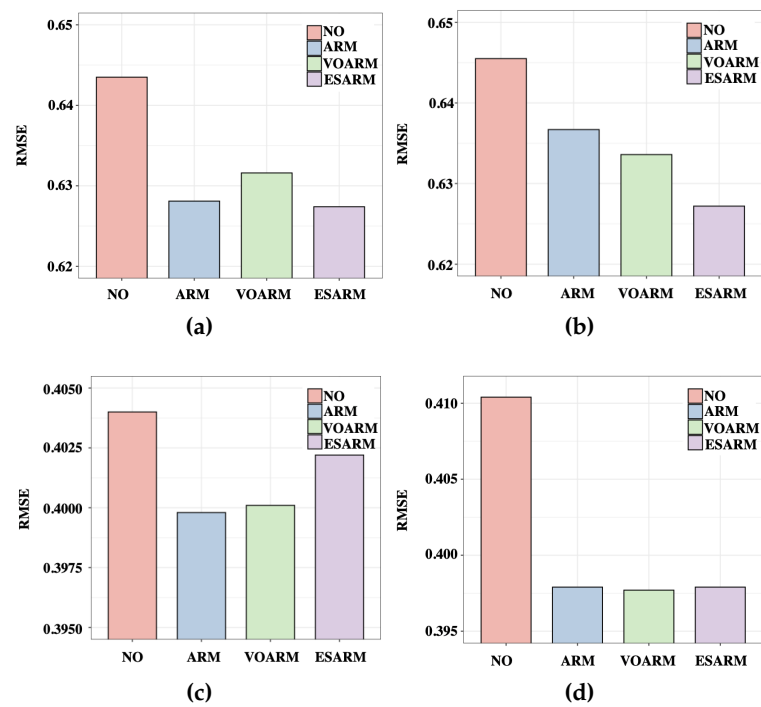 0.65
0.64
0.63
0.62
RMSE
NO
ARM
VOARM
ESARM
NO ARM VOARM ESARM
(a)
0.65
0.64
0.63
0.62
RMSE
NO
ARM
VOARM
ESARM
NO ARM VOARM ESARM
(b)
0.4050
0.4025
0.4000
0.3975
0.3950
RMSE
NO
ARM
VOARM
ESARM
NO ARM VOARM ESARM
(c)
0.410
0.405
0.400
0.395
RMSE
NO
ARM
VOARM
ESARM
NO ARM VOARM ESARM
(d)